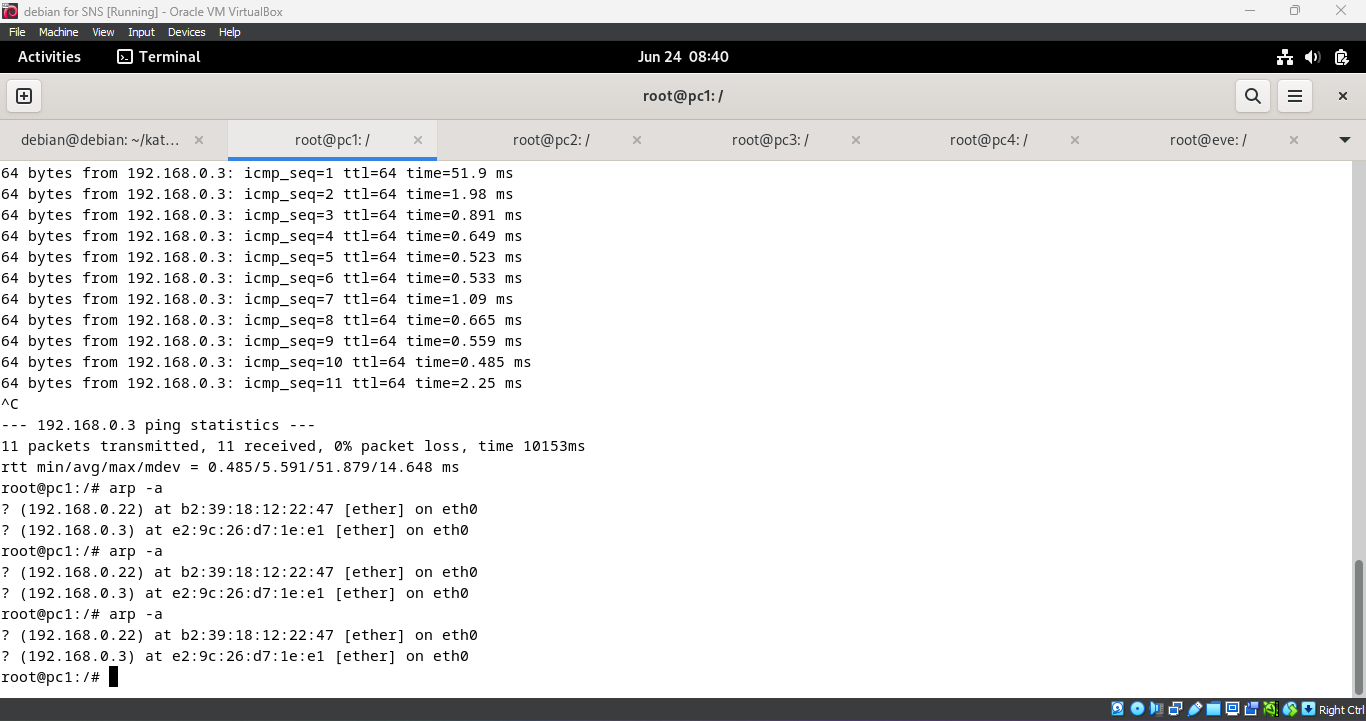 debian for SNS [Running] - Oracle VM VirtualBox
File Machine View Input Devices Help
Activities Terminal Jun 24 08:40
root@pc1: /
debian@debian: ~/kat... root@pc1: / root@pc2: / root@pc3: / root@pc4: / root@eve: /
64 bytes from 192.168.0.3: icmp_seq=1 ttl=64 time=51.9 ms
64 bytes from 192.168.0.3: icmp_seq=2 ttl=64 time=1.98 ms
64 bytes from 192.168.0.3: icmp_seq=3 ttl=64 time=0.891 ms
64 bytes from 192.168.0.3: icmp_seq=4 ttl=64 time=0.649 ms
64 bytes from 192.168.0.3: icmp_seq=5 ttl=64 time=0.523 ms
64 bytes from 192.168.0.3: icmp_seq=6 ttl=64 time=0.533 ms
64 bytes from 192.168.0.3: icmp_seq=7 ttl=64 time=1.09 ms
64 bytes from 192.168.0.3: icmp_seq=8 ttl=64 time=0.665 ms
64 bytes from 192.168.0.3: icmp_seq=9 ttl=64 time=0.559 ms
64 bytes from 192.168.0.3: icmp_seq=10 ttl=64 time=0.485 ms
64 bytes from 192.168.0.3: icmp_seq=11 ttl=64 time=2.25 ms
^C
--- 192.168.0.3 ping statistics ---
11 packets transmitted, 11 received, 0% packet loss, time 10153ms
rtt min/avg/max/mdev = 0.485/5.591/51.879/14.648 ms
root@pc1:/# arp -a
? (192.168.0.22) at b2:39:18:12:22:47 [ether] on eth0
? (192.168.0.3) at e2:9c:26:d7:1e:e1 [ether] on eth0
root@pc1:/# arp -a
? (192.168.0.22) at b2:39:18:12:22:47 [ether] on eth0
? (192.168.0.3) at e2:9c:26:d7:1e:e1 [ether] on eth0
root@pc1:/# arp -a
? (192.168.0.22) at b2:39:18:12:22:47 [ether] on eth0
? (192.168.0.3) at e2:9c:26:d7:1e:e1 [ether] on eth0
root@pc1:/#
Right Ctrl